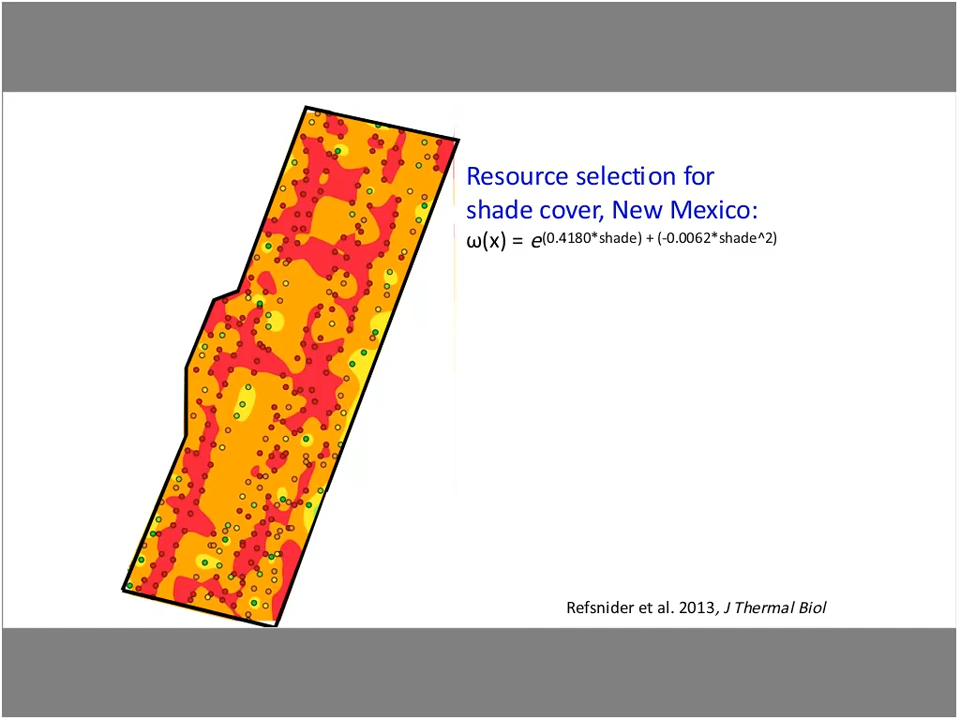 Resource selection for
shade cover, New Mexico:
ω(x) = e(0.4180*shade) + (-0.0062*shade^2)
Refsnider et al. 2013, J Thermal Biol